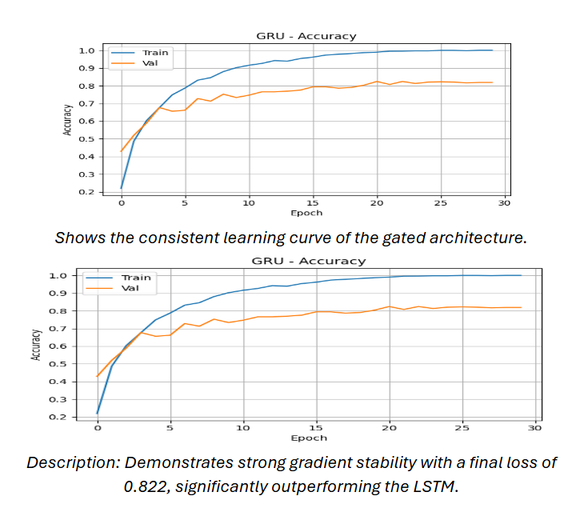 GRU - Accuracy
Train
Val
1.0
0.9
0.8
0.7
0.6
0.5
0.4
0.3
0.2
Accuracy
0 5 10 15 20 25 30
Epoch
Shows the consistent learning curve of the gated architecture.
GRU - Accuracy
Train
Val
1.0
0.9
0.8
0.7
0.6
0.5
0.4
0.3
0.2
Accuracy
0 5 10 15 20 25 30
Epoch
Description: Demonstrates strong gradient stability with a final loss of
0.822, significantly outperforming the LSTM.